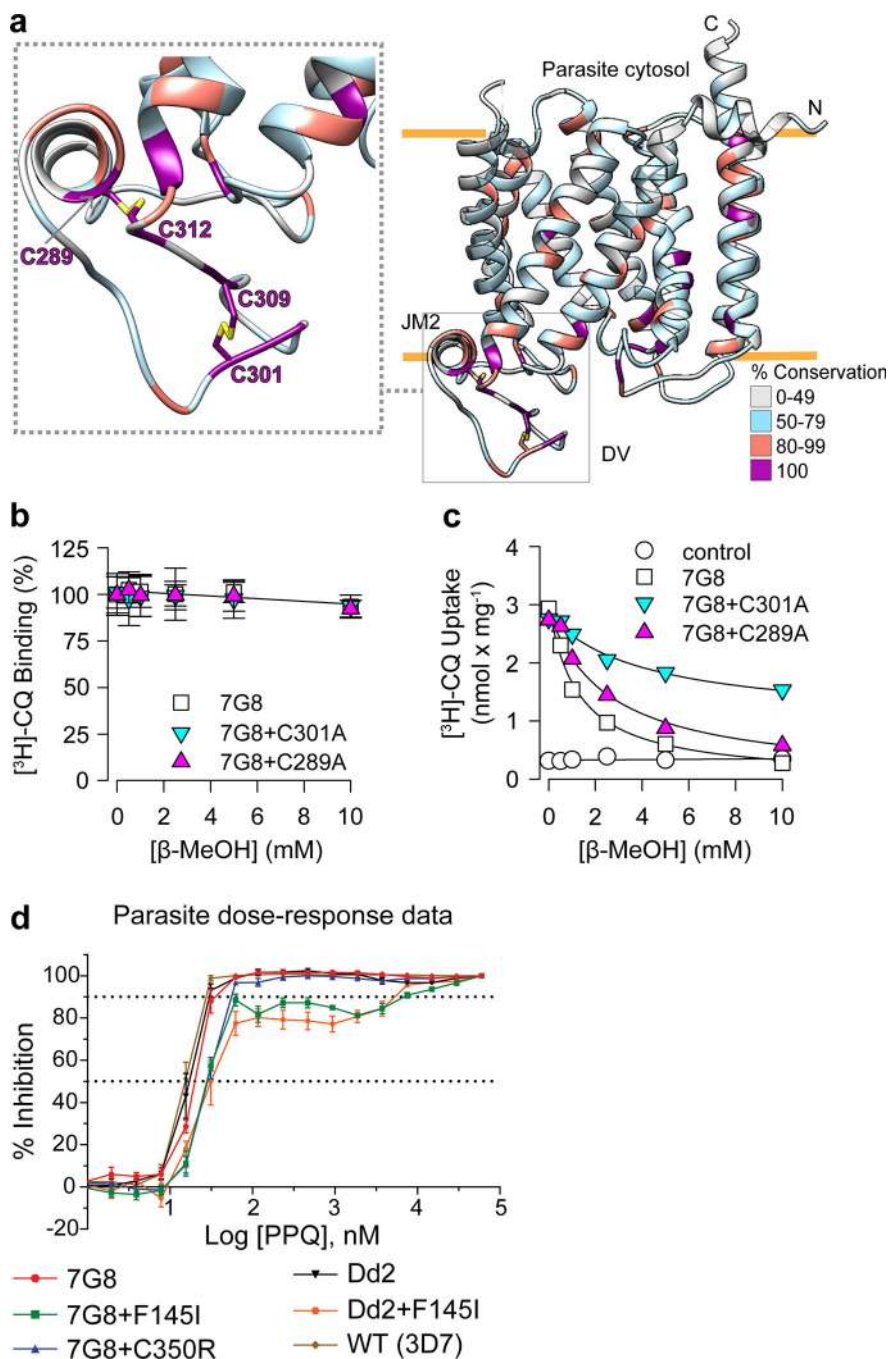 a
C
Parasite cytosol
N
C312
C289
C309
C301
JM2
DV
% Conservation
0-49
50-79
80-99
100
b
125
100
75
50
25
0
[³H]-CQ Binding (%)
7G8
7G8+C301A
7G8+C289A
0 2 4 6 8 10
[β-MeOH] (mM)
c
4
3
2
1
0
[³H]-CQ Uptake
(nmol x mg⁻¹)
control
7G8
7G8+C301A
7G8+C289A
0 2 4 6 8 10
[β-MeOH] (mM)
d
Parasite dose-response data
100
80
60
40
20
0
-20
% Inhibition
1 2 3 4 5
Log [PPQ], nM
7G8
Dd2
7G8+F145I
Dd2+F145I
7G8+C350R
WT (3D7)